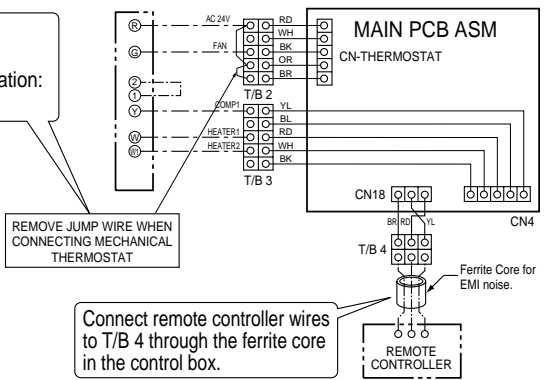 ation:
R
G
2
1
Y
W
W1
AC 24V
FAN
COMP1
HEATER1
HEATER2
RD
WH
BK
OR
BR
T/B 2
YL
BL
RD
WH
BK
T/B 3
MAIN PCB ASM
CN-THERMOSTAT
CN18
CN4
BR RD YL
T/B 4
REMOVE JUMP WIRE WHEN
CONNECTING MECHANICAL
THERMOSTAT
Ferrite Core for
EMI noise.
Connect remote controller wires
to T/B 4 through the ferrite core
in the control box.
REMOTE
CONTROLLER